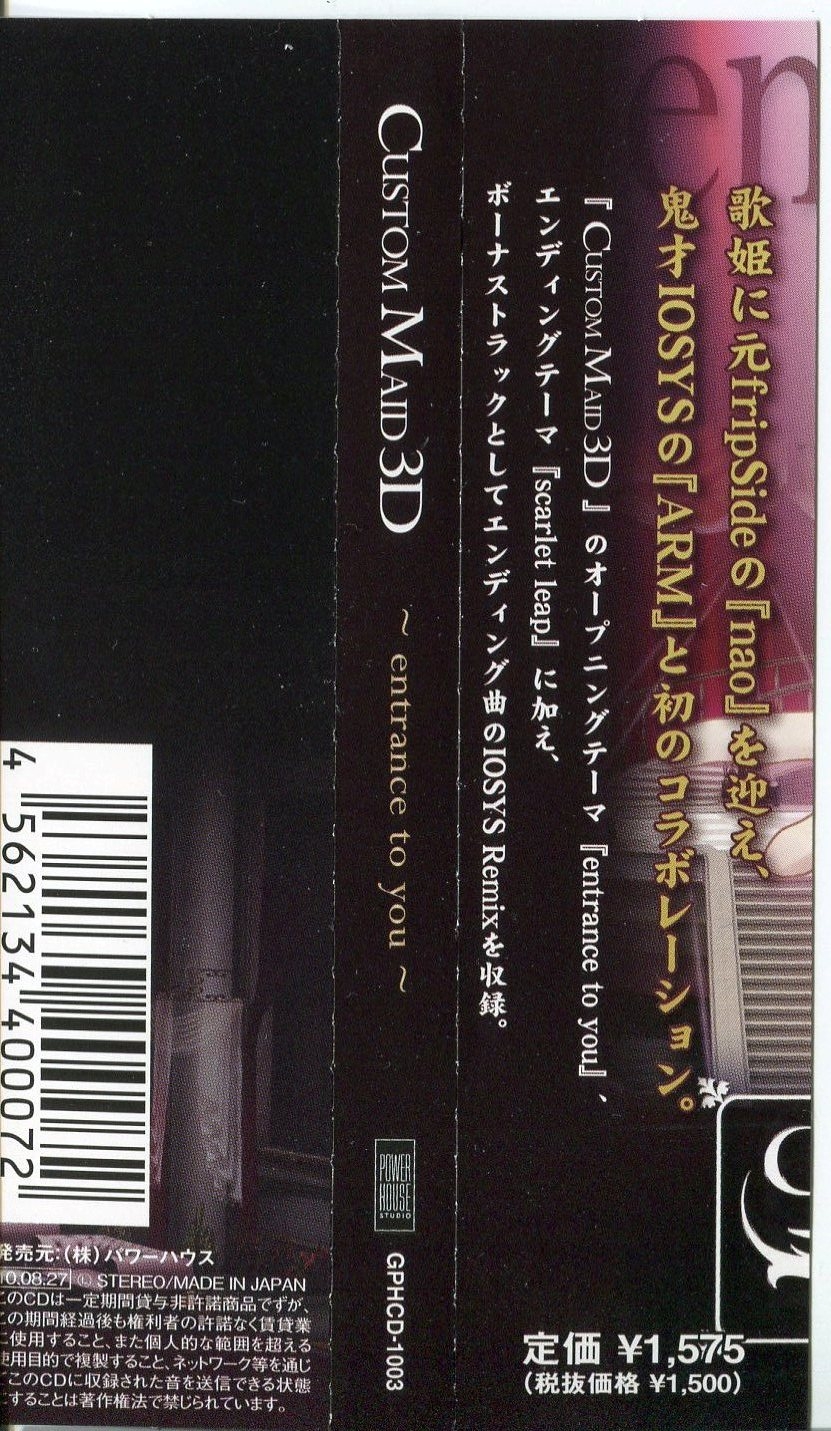 歌姫に元fripSideの『nao』を迎え、
鬼才IOSYSの『ARM』と初のコラボレーション。
『CUSTOM MAID 3D』のオープニングテーマ『entrance to you』、
エンディングテーマ『scarlet leap』に加え、
ボーナストラックとしてエンディング曲のIOSYS Remixを収録。
定価 ¥1,575
(税抜価格 ¥1,500)
CUSTOM MAID 3D
~ entrance to you ~
POWER
HOUSE
STUDIO
GPHCD-1003
4 562134 400072
発売元:(株)パワーハウス
10.08.27 STEREO/MADE IN JAPAN
このCDは一定期間貸与非許諾商品ですが、
この期間経過後も権利者の許諾なく賃貸業
に使用すること、また個人的な範囲を超える
使用目的で複製すること、ネットワーク等を通じ
てこのCDに収録された音を送信できる状態
にすることは著作権法で禁じられています。
en